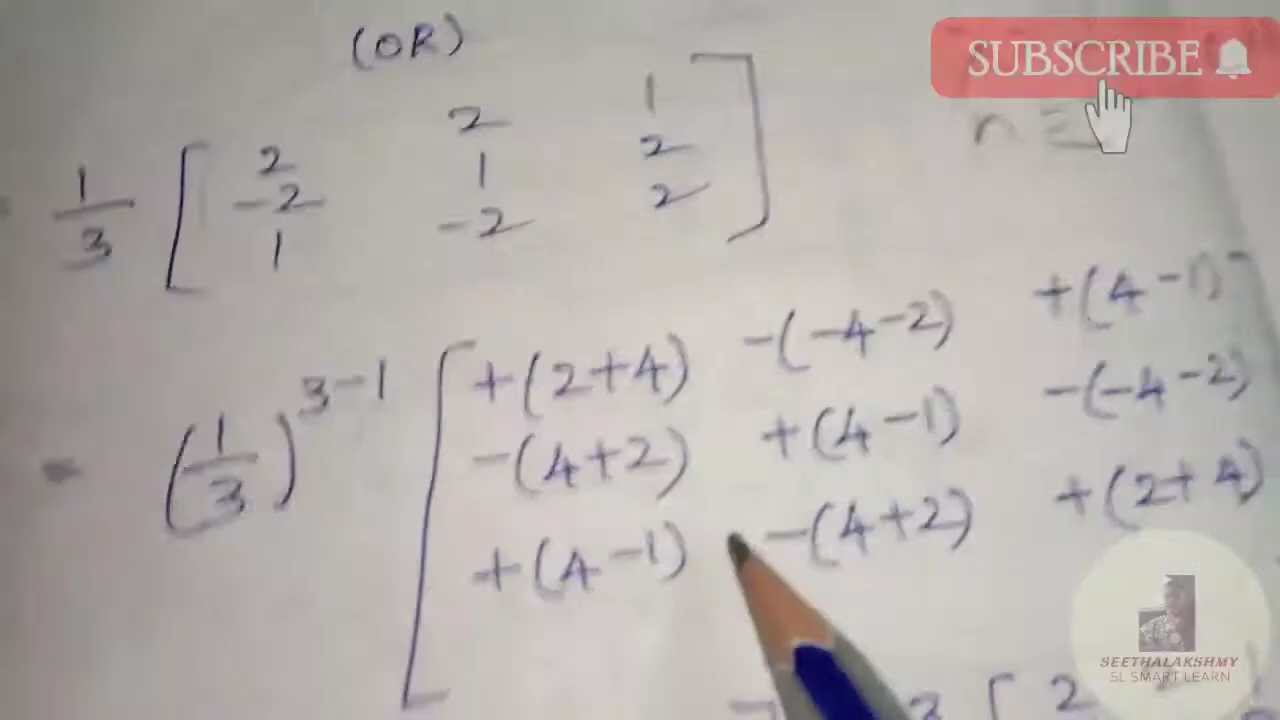 (OR)
SUBSCRIBE
n
1/3 [ 2 2 1
-2 1 2
1 -2 2 ]
= (1/3)^{3-1} [ +(2+4) -(-4-2) +(4-1)
-(4+2) +(4-1) -(-4-2)
+(4-1) -(4+2) +(2+4)
SEETHALAKSHMY
SL SMART LEARN
[ 2